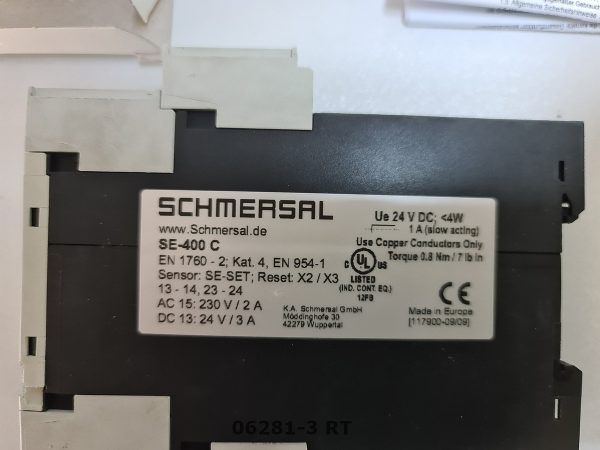 SCHMERSAL
www.Schmersal.de
SE-400 C
EN 1760 - 2; Kat. 4, EN 954-1
Sensor: SE-SET; Reset: X2 / X3
13 - 14, 23 - 24
AC 15: 230 V / 2 A
DC 13: 24 V / 3 A
K.A. Schmersal GmbH
Möddinghofe 30
42279 Wuppertal
Ue 24 V DC; <4W
1 A (slow acting)
Use Copper Conductors Only
Torque 0.8 Nm / 7 lb in
C UL US
LISTED
(IND. CONT. EQ.)
12FB
CE
Made in Europe
[117900-09/09]
06281-3 RT